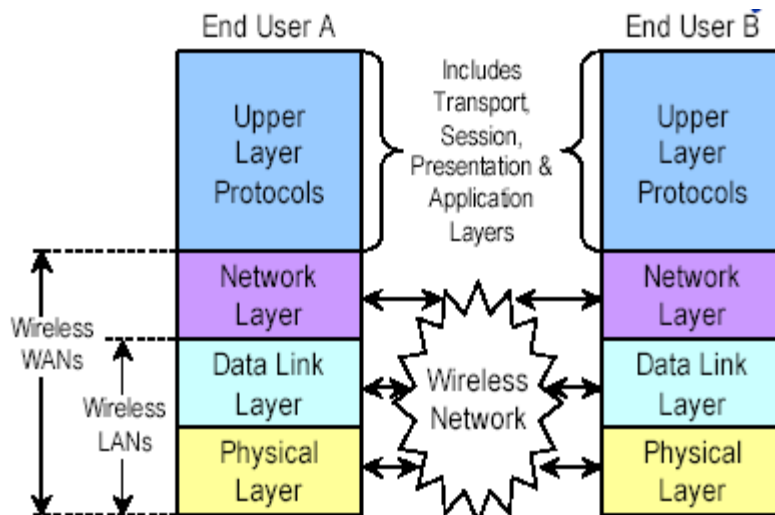 End User A
End User B
Upper
Layer
Protocols
Includes
Transport,
Session,
Presentation &
Application
Layers
Upper
Layer
Protocols
Wireless
WANs
Wireless
LANs
Network
Layer
Data Link
Layer
Physical
Layer
Wireless
Network
Network
Layer
Data Link
Layer
Physical
Layer